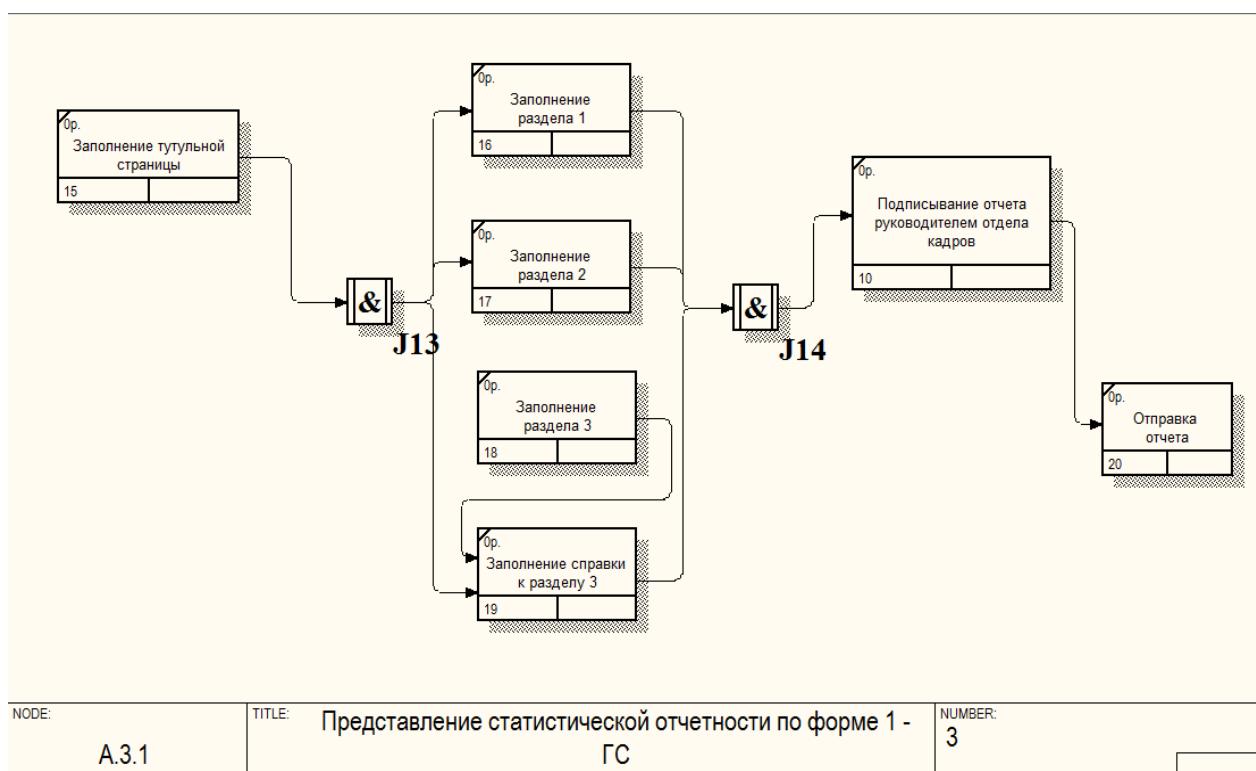 0р.
Заполнение тутульной
страницы
15
&
J13
0р.
Заполнение
раздела 1
16
0р.
Заполнение
раздела 2
17
0р.
Заполнение
раздела 3
18
0р.
Заполнение справки
к разделу 3
19
&
J14
0р.
Подписывание отчета
руководителем отдела
кадров
10
0р.
Отправка
отчета
20
NODE:
А.3.1
TITLE:
Представление статистической отчетности по форме 1 -
ГС
NUMBER:
3